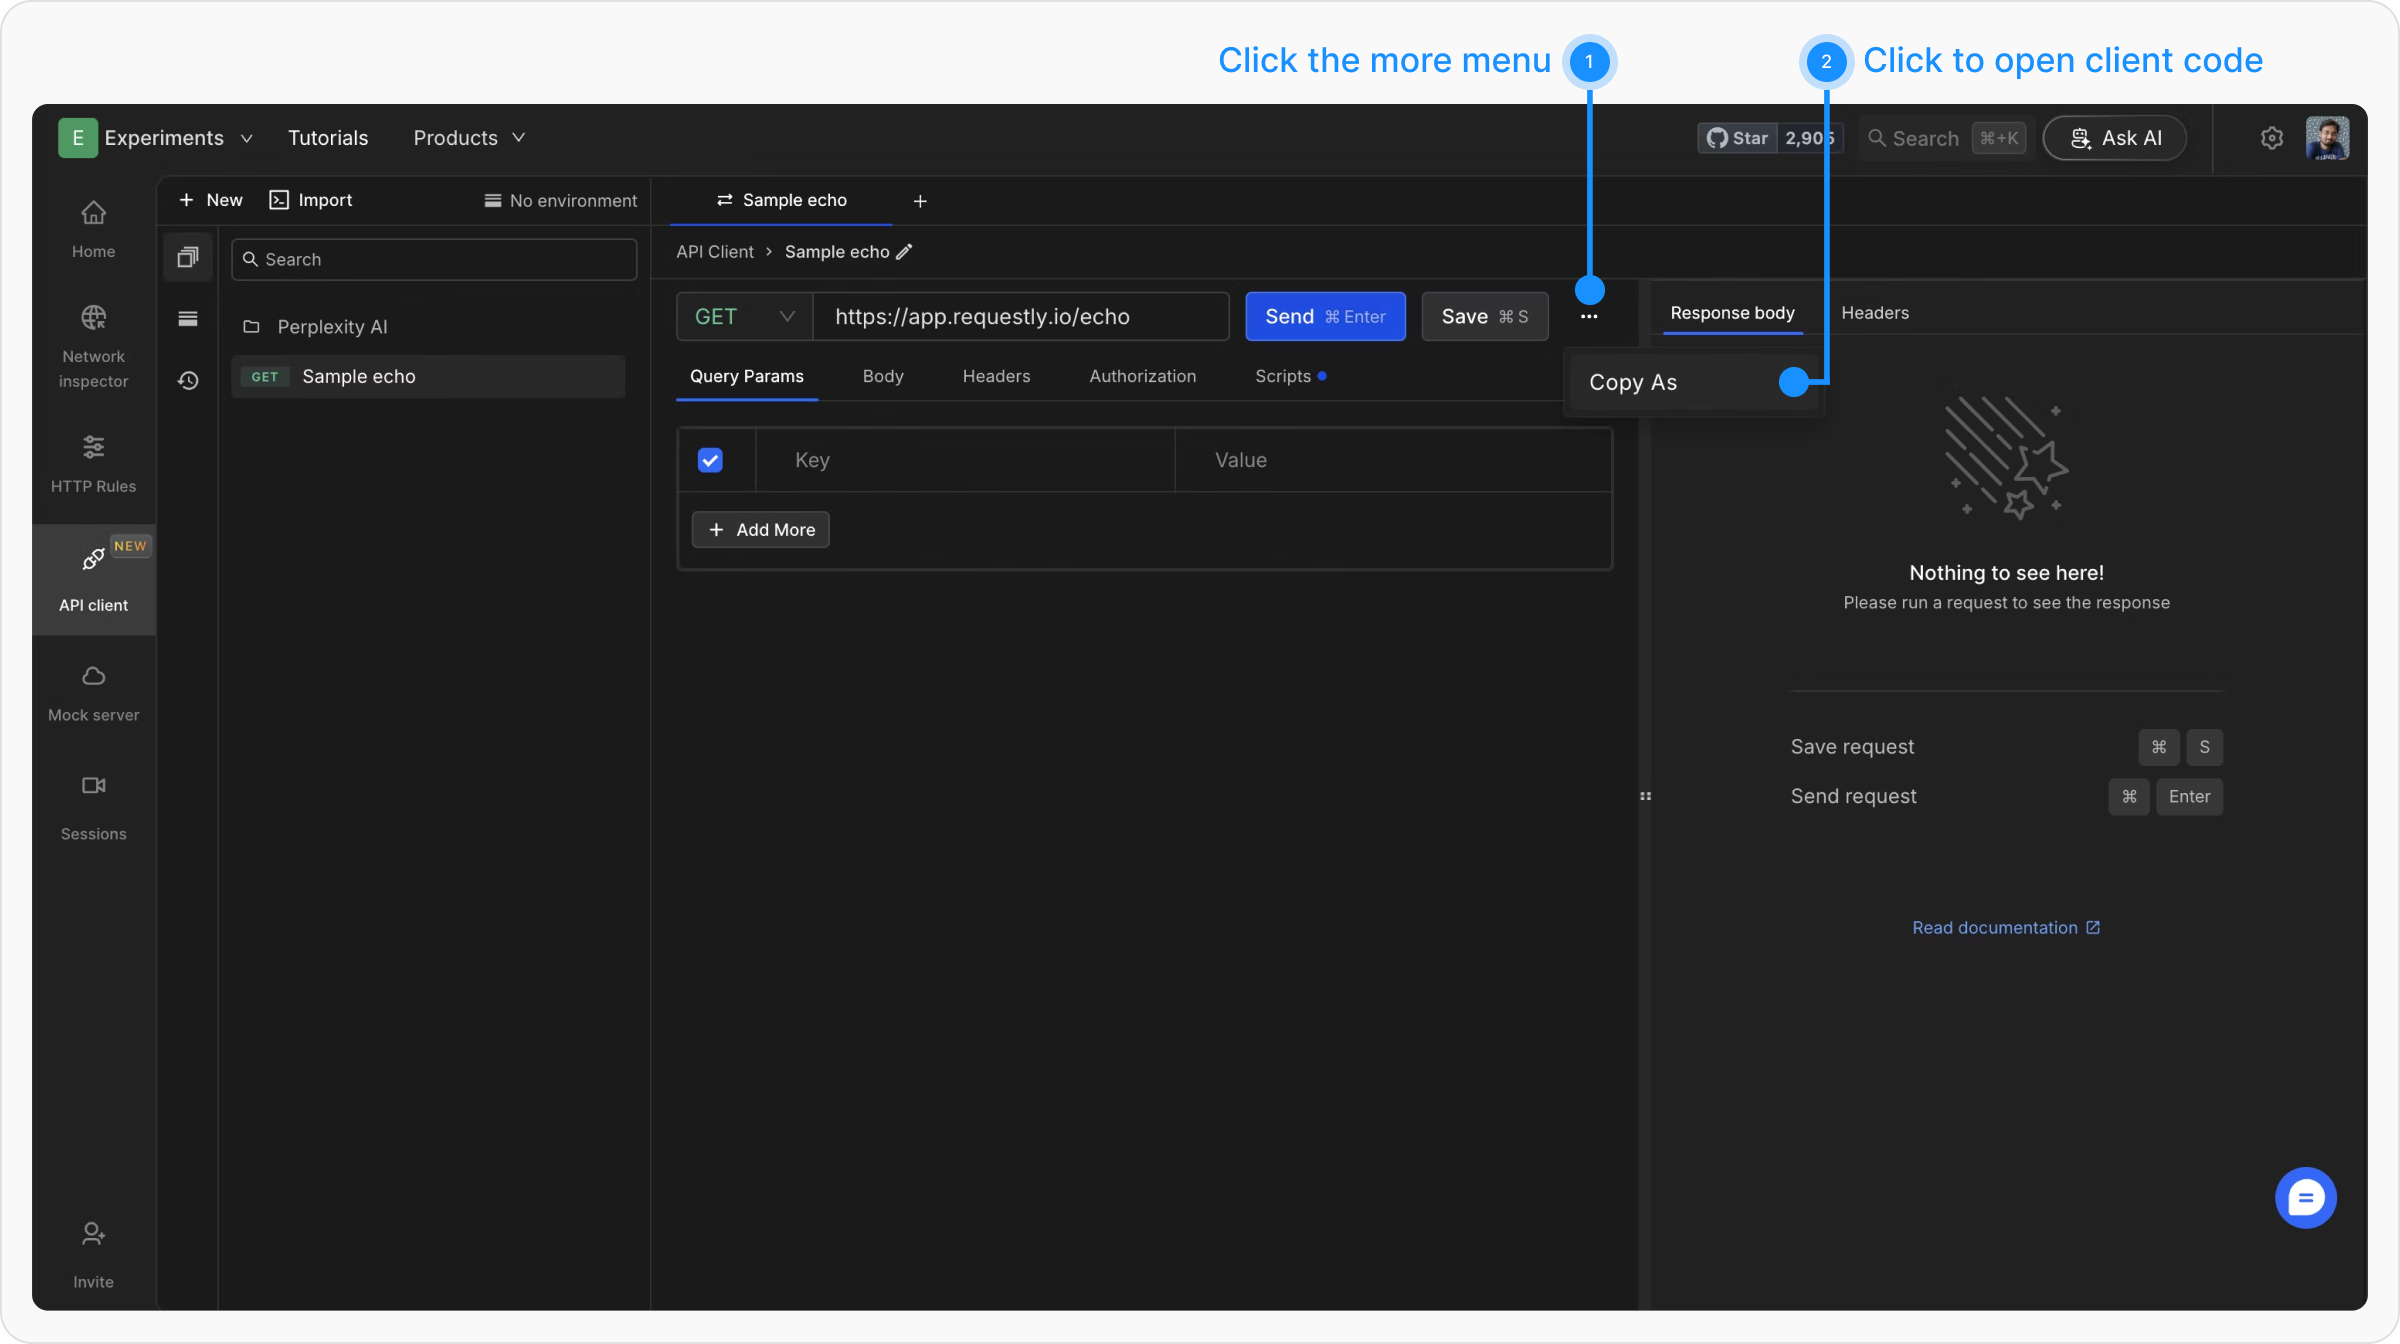 Click the more menu 1
2 Click to open client code
E Experiments Tutorials Products
Star 2,905 Search ⌘+K Ask AI
Home
Network
inspector
HTTP Rules
NEW
API client
Mock server
Sessions
Invite
+ New Import No environment
Search
Perplexity AI
GET Sample echo
Sample echo +
API Client > Sample echo
GET https://app.requestly.io/echo Send ⌘ Enter Save ⌘ S ...
Copy As
Query Params Body Headers Authorization Scripts
Key Value
+ Add More
Response body Headers
Nothing to see here!
Please run a request to see the response
Save request ⌘ S
Send request ⌘ Enter
Read documentation